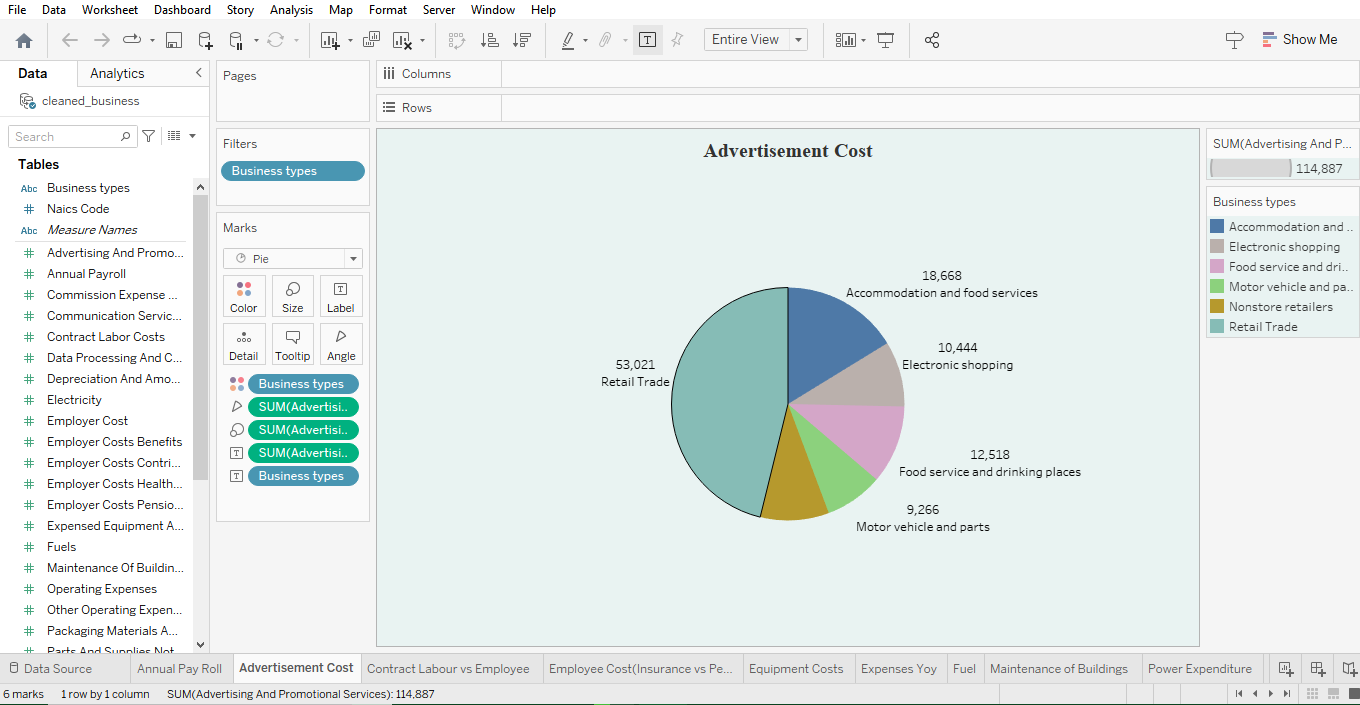 File Data Worksheet Dashboard Story Analysis Map Format Server Window Help
Entire View
Show Me
Data Analytics
cleaned_business
Search
Tables
Abc Business types
# Naics Code
Abc Measure Names
# Advertising And Promo...
# Annual Payroll
# Commission Expense ...
# Communication Servic...
# Contract Labor Costs
# Data Processing And C...
# Depreciation And Amo...
# Electricity
# Employer Cost
# Employer Costs Benefits
# Employer Costs Contri...
# Employer Costs Health...
# Employer Costs Pensio...
# Expensed Equipment A...
# Fuels
# Maintenance Of Buildin...
# Operating Expenses
# Other Operating Expen...
# Packaging Materials A...
# Parts And Supplies Not
Pages
Filters
Business types
Marks
Pie
Color Size Label
Detail Tooltip Angle
Business types
SUM(Advertisi..
SUM(Advertisi..
SUM(Advertisi..
Business types
Columns
Rows
Advertisement Cost
18,668
Accommodation and food services
10,444
Electronic shopping
53,021
Retail Trade
12,518
Food service and drinking places
9,266
Motor vehicle and parts
SUM(Advertising And P...
114,887
Business types
Accommodation and ..
Electronic shopping
Food service and dri..
Motor vehicle and pa..
Nonstore retailers
Retail Trade
Data Source Annual Pay Roll Advertisement Cost Contract Labour vs Employee Employee Cost(Insurance vs Pe... Equipment Costs Expenses Yoy Fuel Maintenance of Buildings Power Expenditure
6 marks 1 row by 1 column SUM(Advertising And Promotional Services): 114,887